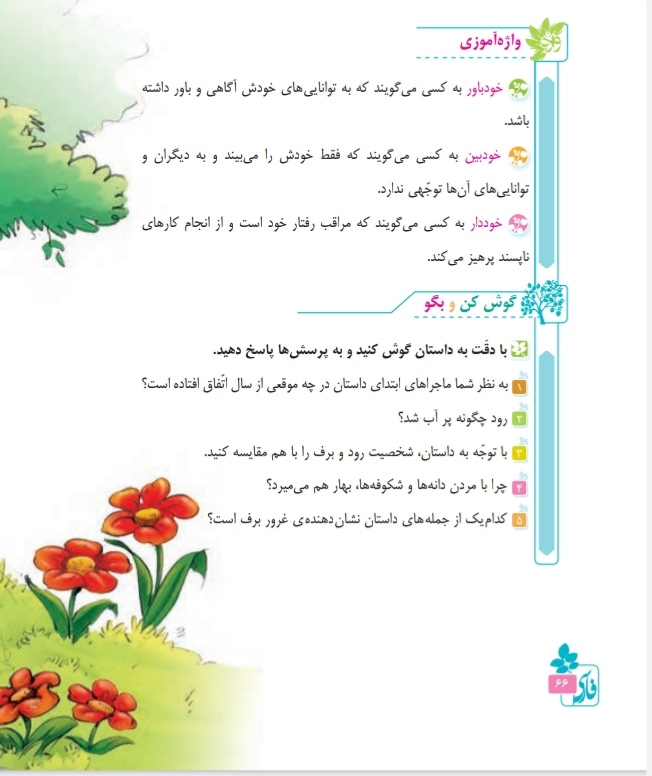 واژه‌آموزی
خودباور به کسی می‌گویند که به توانایی‌های خودش آگاهی و باور داشته
باشد.
خودبین به کسی می‌گویند که فقط خودش را می‌بیند و به دیگران و
توانایی‌های آن‌ها توجّهی ندارد.
خوددار به کسی می‌گویند که مراقب رفتار خود است و از انجام کارهای
ناپسند پرهیز می‌کند.
گوش کن و بگو
با دقّت به داستان گوش کنید و به پرسش‌ها پاسخ دهید.
۱ به نظر شما ماجراهای ابتدای داستان در چه موقعی از سال اتّفاق افتاده است؟
۲ رود چگونه پر آب شد؟
۳ با توجّه به داستان، شخصیت رود و برف را با هم مقایسه کنید.
۴ چرا با مردن دانه‌ها و شکوفه‌ها، بهار هم می‌میرد؟
۵ کدام‌یک از جمله‌های داستان نشان‌دهنده‌ی غرور برف است؟
فارسی
۶۶